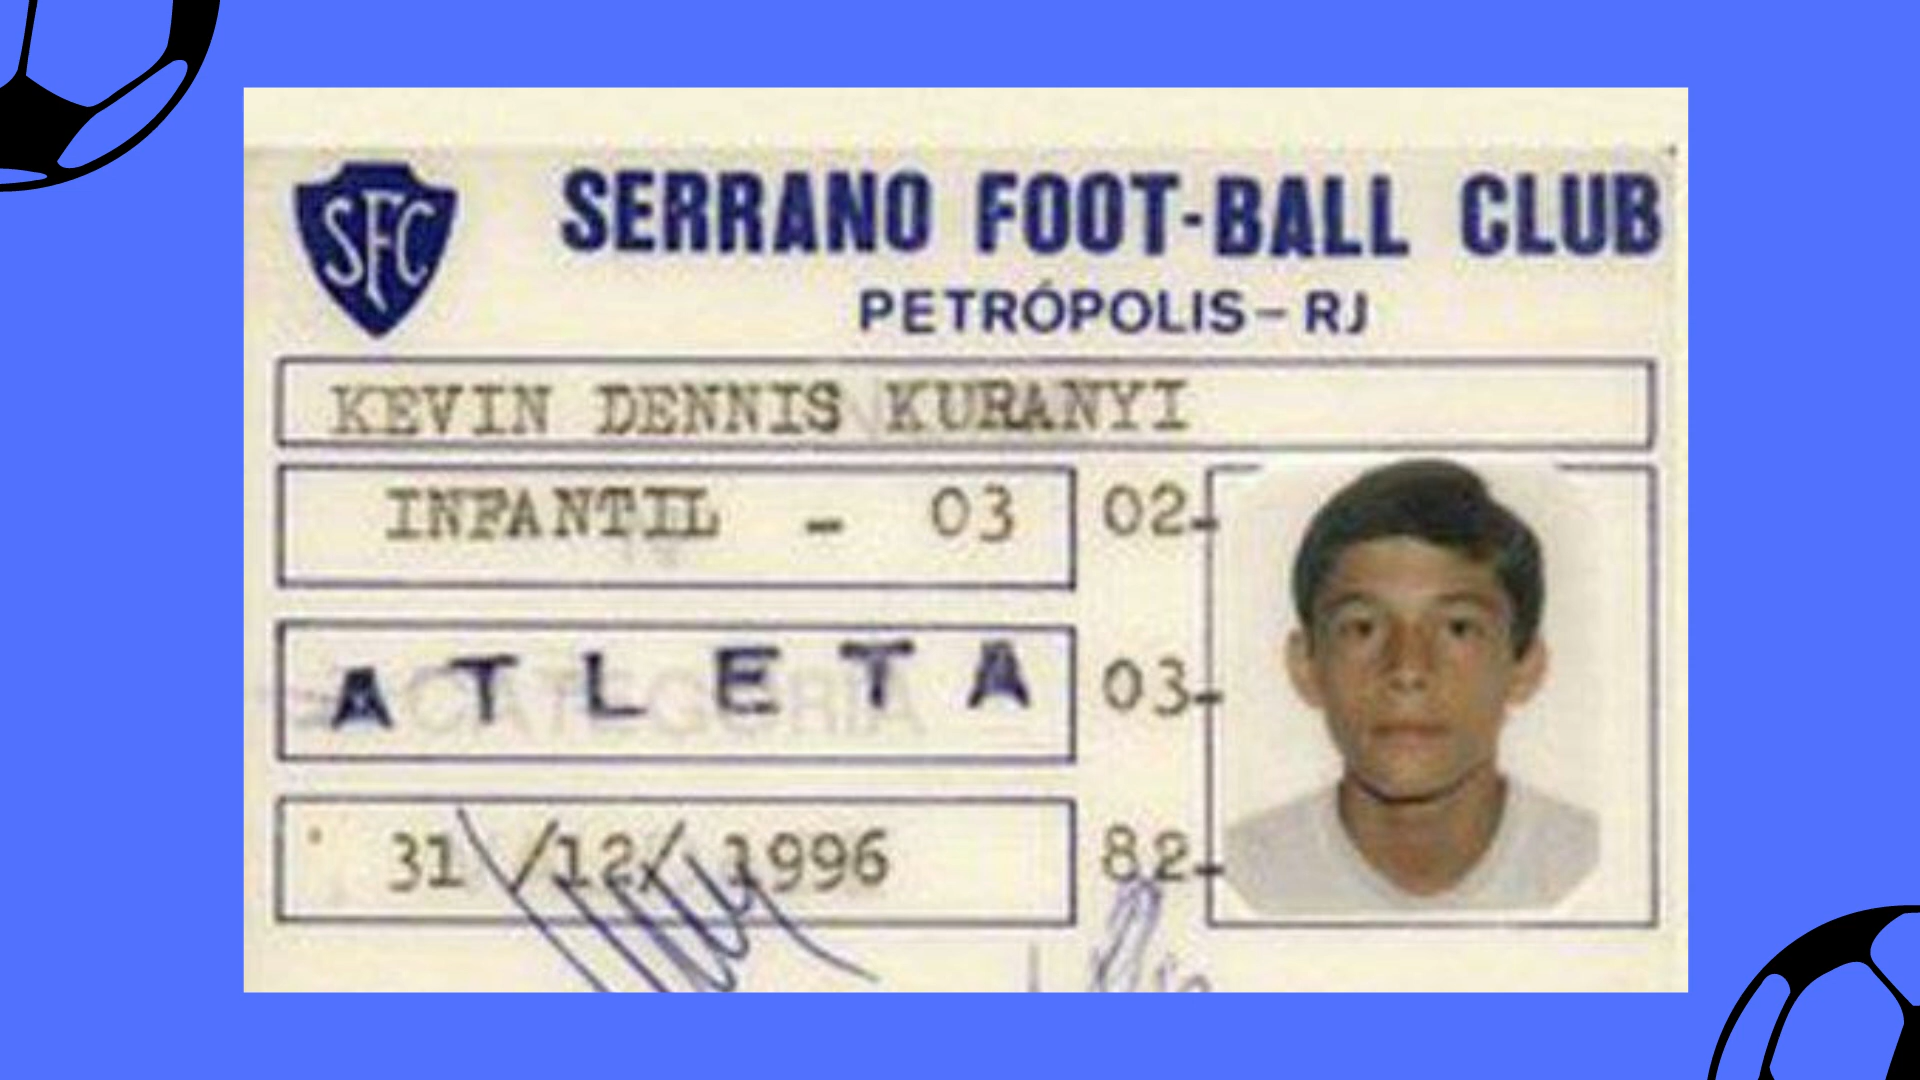 SFC
SERRANO FOOT-BALL CLUB
PETRÓPOLIS - RJ
KEVIN DENNIS KURANYI
INFANTIL - 03
02-
ATLETA
CATEGORIA
03-
31/12/1996
82-